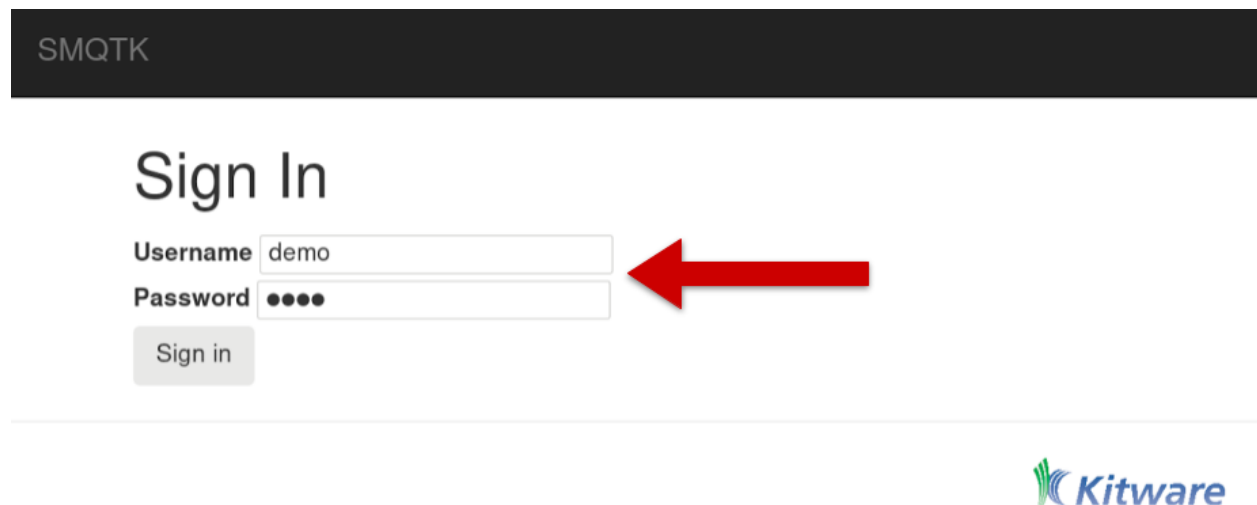 SMQTK
Sign In
Username demo
Password ●●●●
Sign in
Kitware